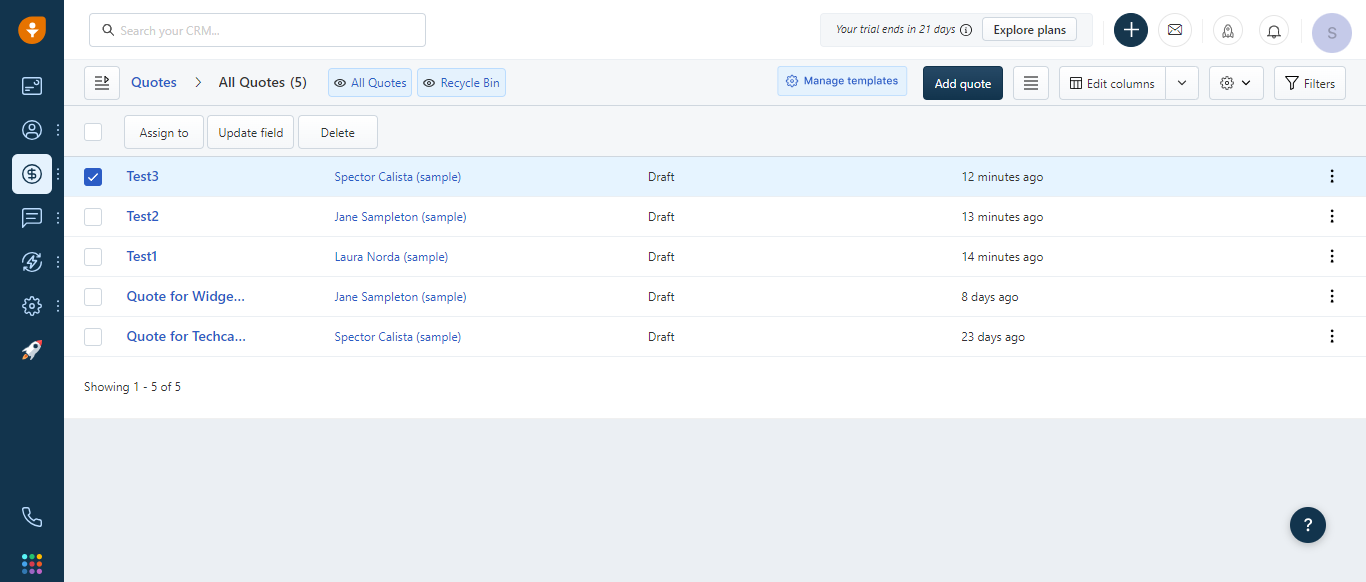 Search your CRM...
Your trial ends in 21 days
Explore plans
S
Quotes > All Quotes (5)
All Quotes
Recycle Bin
Manage templates
Add quote
Edit columns
Filters
Assign to
Update field
Delete
Test3 Spector Calista (sample) Draft 12 minutes ago
Test2 Jane Sampleton (sample) Draft 13 minutes ago
Test1 Laura Norda (sample) Draft 14 minutes ago
Quote for Widge... Jane Sampleton (sample) Draft 8 days ago
Quote for Techca... Spector Calista (sample) Draft 23 days ago
Showing 1 - 5 of 5
?